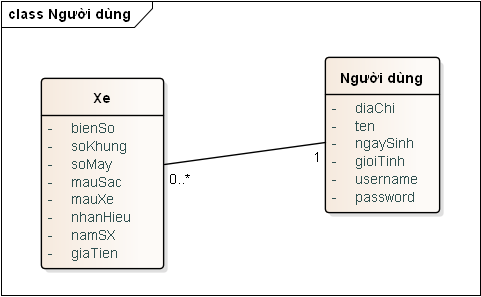 class Người dùng
Xe
- bienSo
- soKhung
- soMay
- mauSac
- mauXe
- nhanHieu
- namSX
- giaTien
0..*
1
Người dùng
- diaChi
- ten
- ngaySinh
- gioiTinh
- username
- password